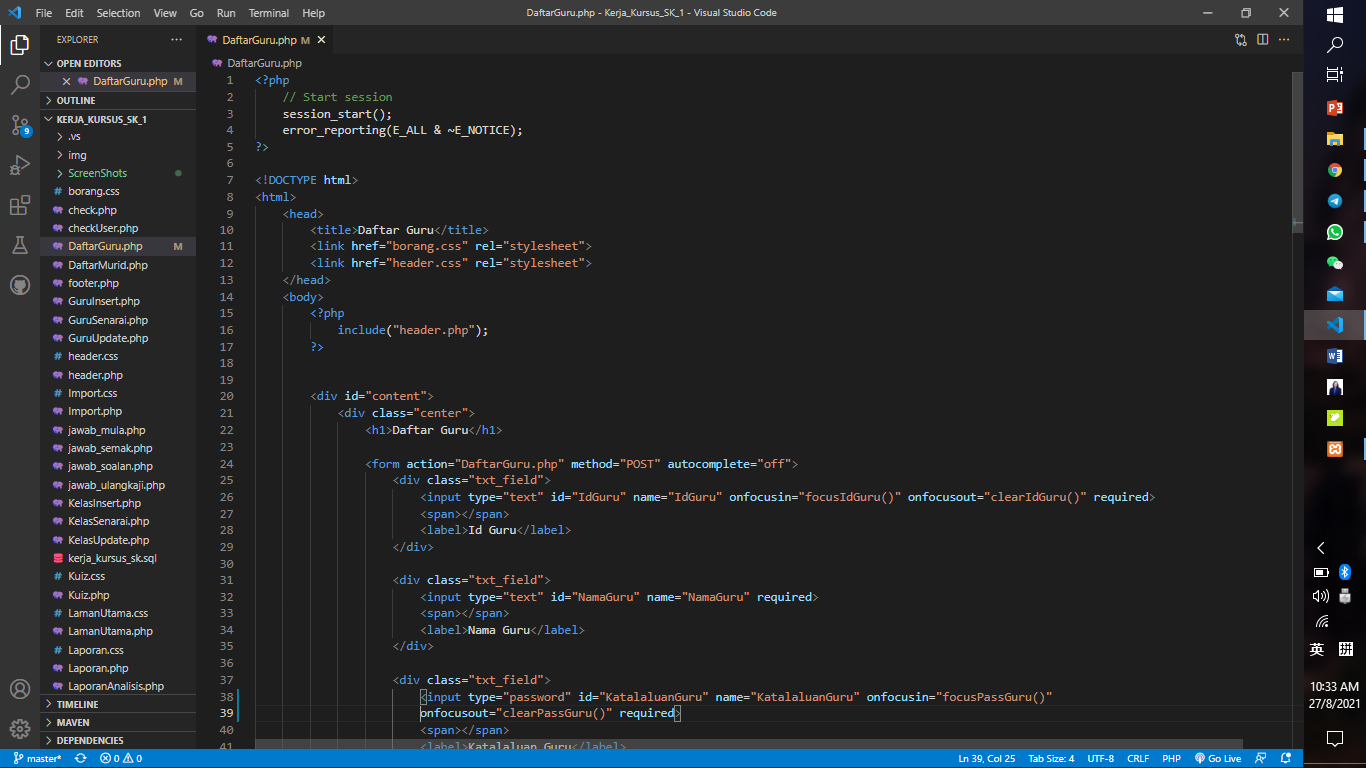 File Edit Selection View Go Run Terminal Help
DaftarGuru.php - Kerja_Kursus_SK_1 - Visual Studio Code
EXPLORER
OPEN EDITORS
DaftarGuru.php M
OUTLINE
KERJA_KURSUS_SK_1
.vs
img
ScreenShots
borang.css
check.php
checkUser.php
DaftarGuru.php M
DaftarMurid.php
footer.php
GuruInsert.php
GuruSenarai.php
GuruUpdate.php
header.css
header.php
Import.css
Import.php
jawab_mula.php
jawab_semak.php
jawab_soalan.php
jawab_ulangkaji.php
KelasInsert.php
KelasSenarai.php
KelasUpdate.php
kerja_kursus_sk.sql
Kuiz.css
Kuiz.php
LamanUtama.css
LamanUtama.php
Laporan.css
Laporan.php
LaporanAnalisis.php
TIMELINE
MAVEN
DEPENDENCIES
9
DaftarGuru.php M
DaftarGuru.php
1 <?php
2 // Start session
3 session_start();
4 error_reporting(E_ALL & ~E_NOTICE);
5 ?>
6
7 <!DOCTYPE html>
8 <html>
9 <head>
10 <title>Daftar Guru</title>
11 <link href="borang.css" rel="stylesheet">
12 <link href="header.css" rel="stylesheet">
13 </head>
14 <body>
15 <?php
16 include("header.php");
17 ?>
18
19
20 <div id="content">
21 <div class="center">
22 <h1>Daftar Guru</h1>
23
24 <form action="DaftarGuru.php" method="POST" autocomplete="off">
25 <div class="txt_field">
26 <input type="text" id="IdGuru" name="IdGuru" onfocusin="focusIdGuru()" onfocusout="clearIdGuru()" required>
27 <span></span>
28 <label>Id Guru</label>
29 </div>
30
31 <div class="txt_field">
32 <input type="text" id="NamaGuru" name="NamaGuru" required>
33 <span></span>
34 <label>Nama Guru</label>
35 </div>
36
37 <div class="txt_field">
38 <input type="password" id="KatalaluanGuru" name="KatalaluanGuru" onfocusin="focusPassGuru()"
39 onfocusout="clearPassGuru()" required>
40 <span></span>
41 <label>Katalaluan Guru</label>
master* 0 0
Ln 39, Col 25 Tab Size: 4 UTF-8 CRLF PHP Go Live
英
10:33 AM
27/8/2021